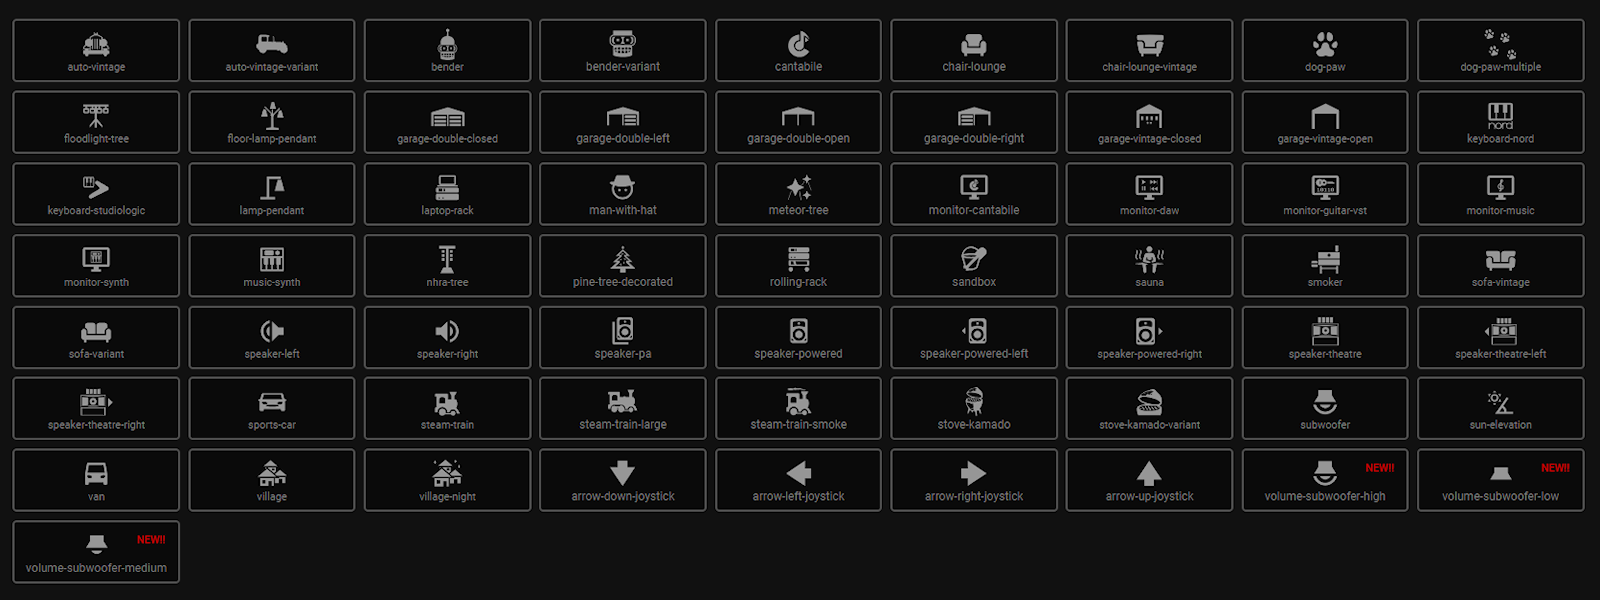 auto-vintage
auto-vintage-variant
bender
bender-variant
cantabile
chair-lounge
chair-lounge-vintage
dog-paw
dog-paw-multiple
floodlight-tree
floor-lamp-pendant
garage-double-closed
garage-double-left
garage-double-open
garage-double-right
garage-vintage-closed
garage-vintage-open
nord
keyboard-nord
keyboard-studiologic
lamp-pendant
laptop-rack
man-with-hat
meteor-tree
monitor-cantabile
monitor-daw
monitor-guitar-vst
monitor-music
monitor-synth
music-synth
nhra-tree
pine-tree-decorated
rolling-rack
sandbox
sauna
smoker
sofa-vintage
sofa-variant
speaker-left
speaker-right
speaker-pa
speaker-powered
speaker-powered-left
speaker-powered-right
speaker-theatre
speaker-theatre-left
speaker-theatre-right
sports-car
steam-train
steam-train-large
steam-train-smoke
stove-kamado
stove-kamado-variant
subwoofer
sun-elevation
van
village
village-night
arrow-down-joystick
arrow-left-joystick
arrow-right-joystick
arrow-up-joystick
NEW!!
volume-subwoofer-high
NEW!!
volume-subwoofer-low
NEW!!
volume-subwoofer-medium